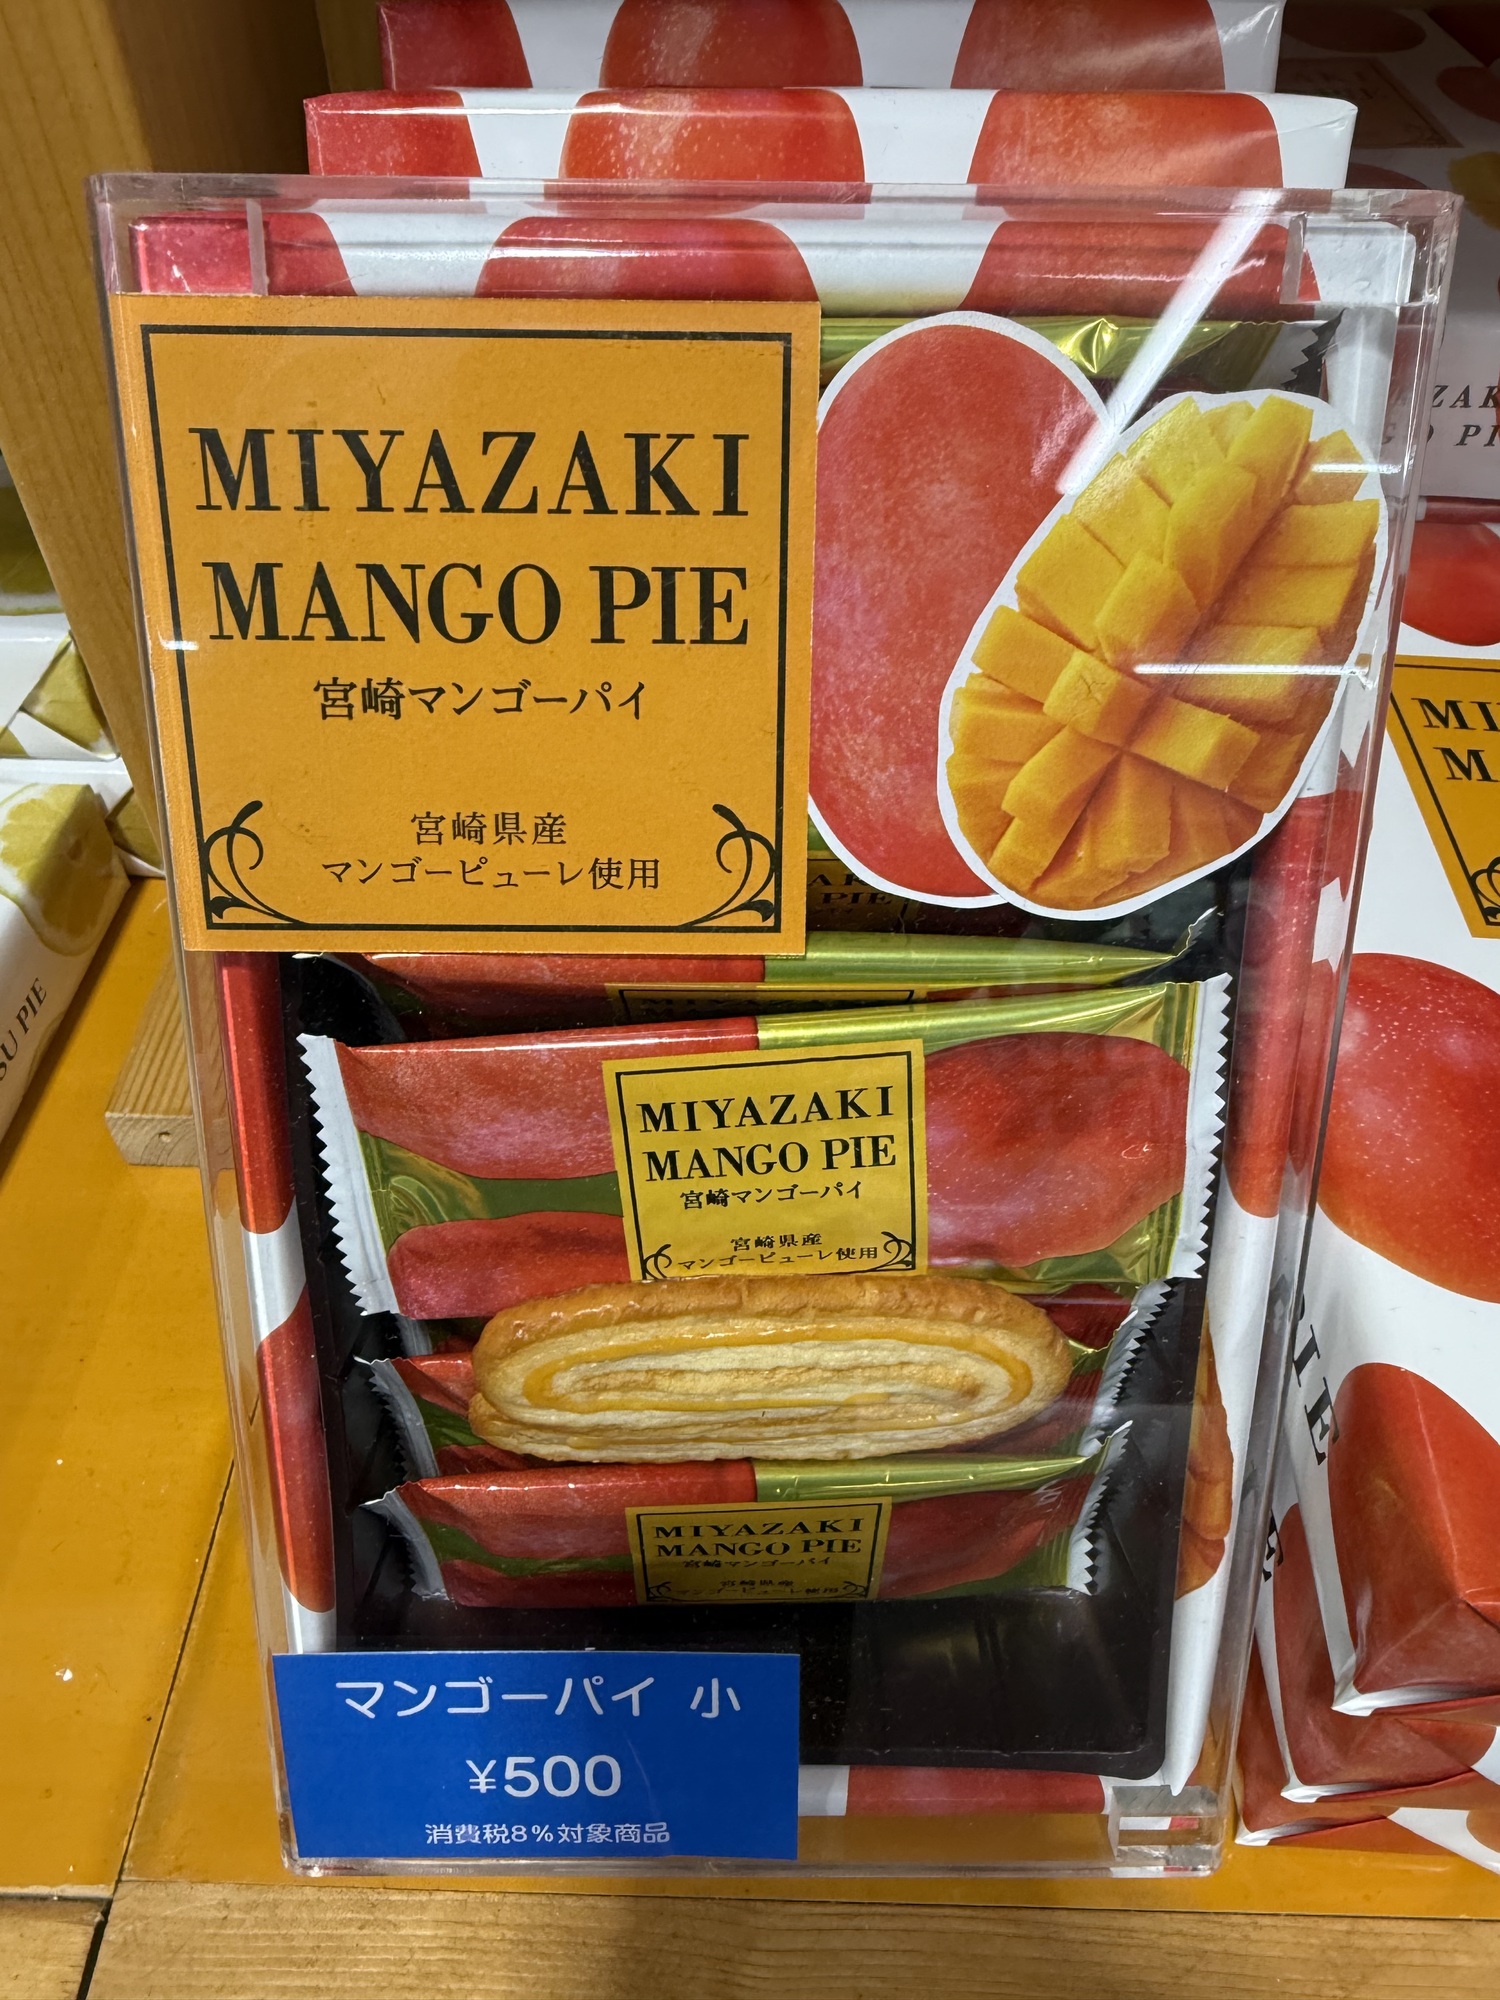 MIYAZAKI
MANGO PIE
宮崎マンゴーパイ
宮崎県産
マンゴーピューレ使用
MIYAZAKI
MANGO PIE
宮崎マンゴーパイ
宮崎県産
マンゴーピューレ使用
MIYAZAKI
MANGO PIE
宮崎マンゴーパイ
宮崎県産
マンゴーピューレ使用
マンゴーパイ 小
¥500
消費税8%対象商品
PIE